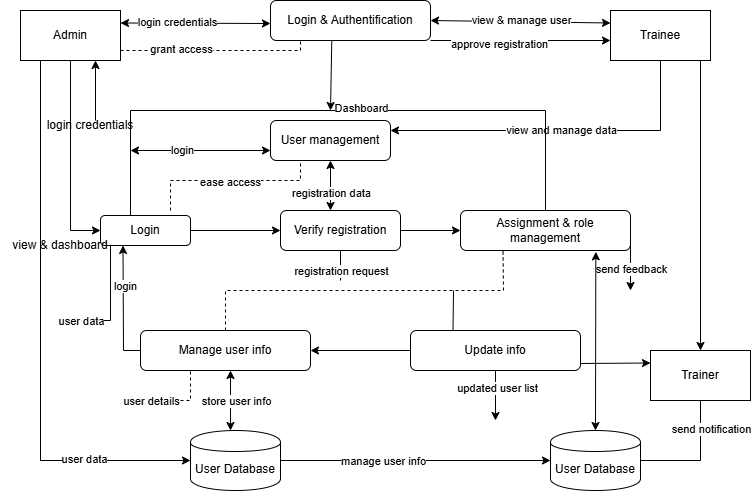 Login & Authentification
login credentials
view & manage user
Admin
Trainee
grant access
approve registration
Dashboard
login credentials
view and manage data
User management
login
ease access
registration data
Login
Verify registration
Assignment & role
management
view & dashboard
registration request
send feedback
login
user data
Manage user info
Update info
Trainer
updated user list
user details
store user info
send notification
user data
manage user info
User Database
User Database